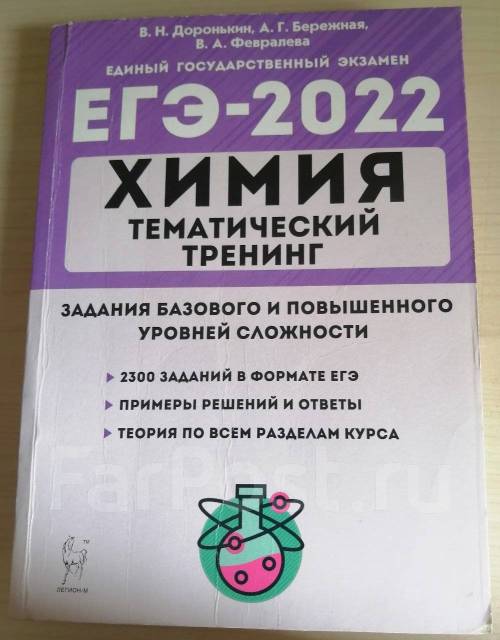 В. Н. Доронькин, А. Г. Бережная,
В. А. Февралева
ЕДИНЫЙ ГОСУДАРСТВЕННЫЙ ЭКЗАМЕН
ЕГЭ-2022
ХИМИЯ
ТЕМАТИЧЕСКИЙ
ТРЕНИНГ
ЗАДАНИЯ БАЗОВОГО И ПОВЫШЕННОГО
УРОВНЕЙ СЛОЖНОСТИ
2300 ЗАДАНИЙ В ФОРМАТЕ ЕГЭ
ПРИМЕРЫ РЕШЕНИЙ И ОТВЕТЫ
ТЕОРИЯ ПО ВСЕМ РАЗДЕЛАМ КУРСА
FarPost.ru
TM
ЛЕГИОН-М